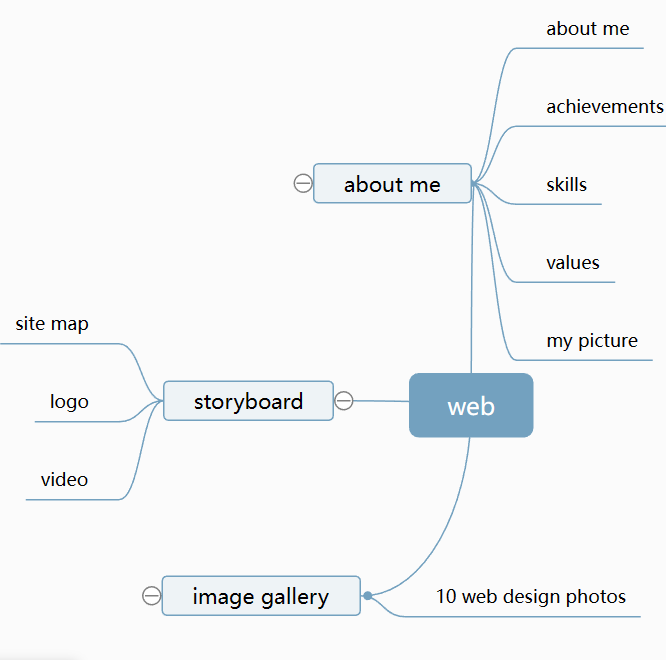 about me
achievements
about me
skills
values
my picture
site map
storyboard
logo
web
video
image gallery
10 web design photos